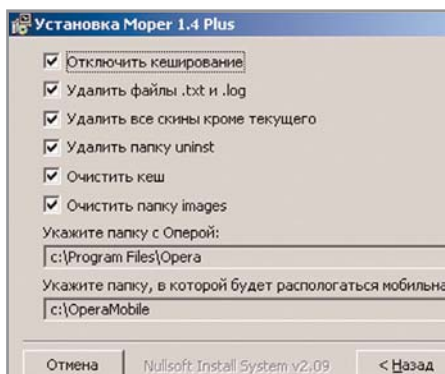 Установка Moper 1.4 Plus
Отключить кеширование
Удалить файлы .txt и .log
Удалить все скины кроме текущего
Удалить папку uninst
Очистить кеш
Очистить папку images
Укажите папку с Оперой:
c:\Program Files\Opera
Укажите папку, в которой будет распологаться мобильна
c:\OperaMobile
Отмена Nullsoft Install System v2.09 < Назад